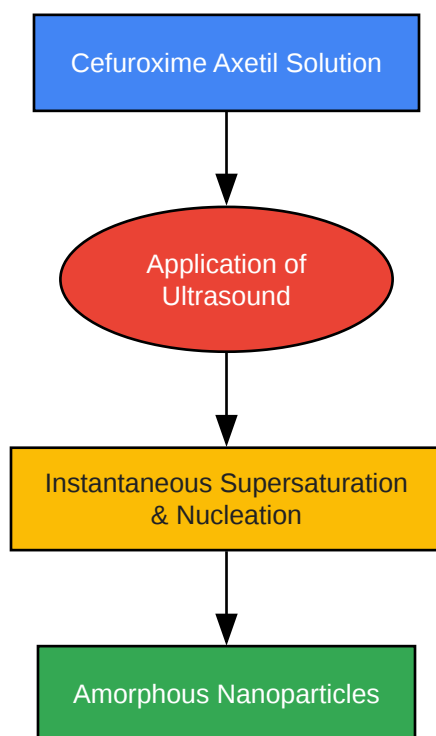 Cefuroxime Axetil Solution
Application of
Ultrasound
Instantaneous Supersaturation
& Nucleation
Amorphous Nanoparticles